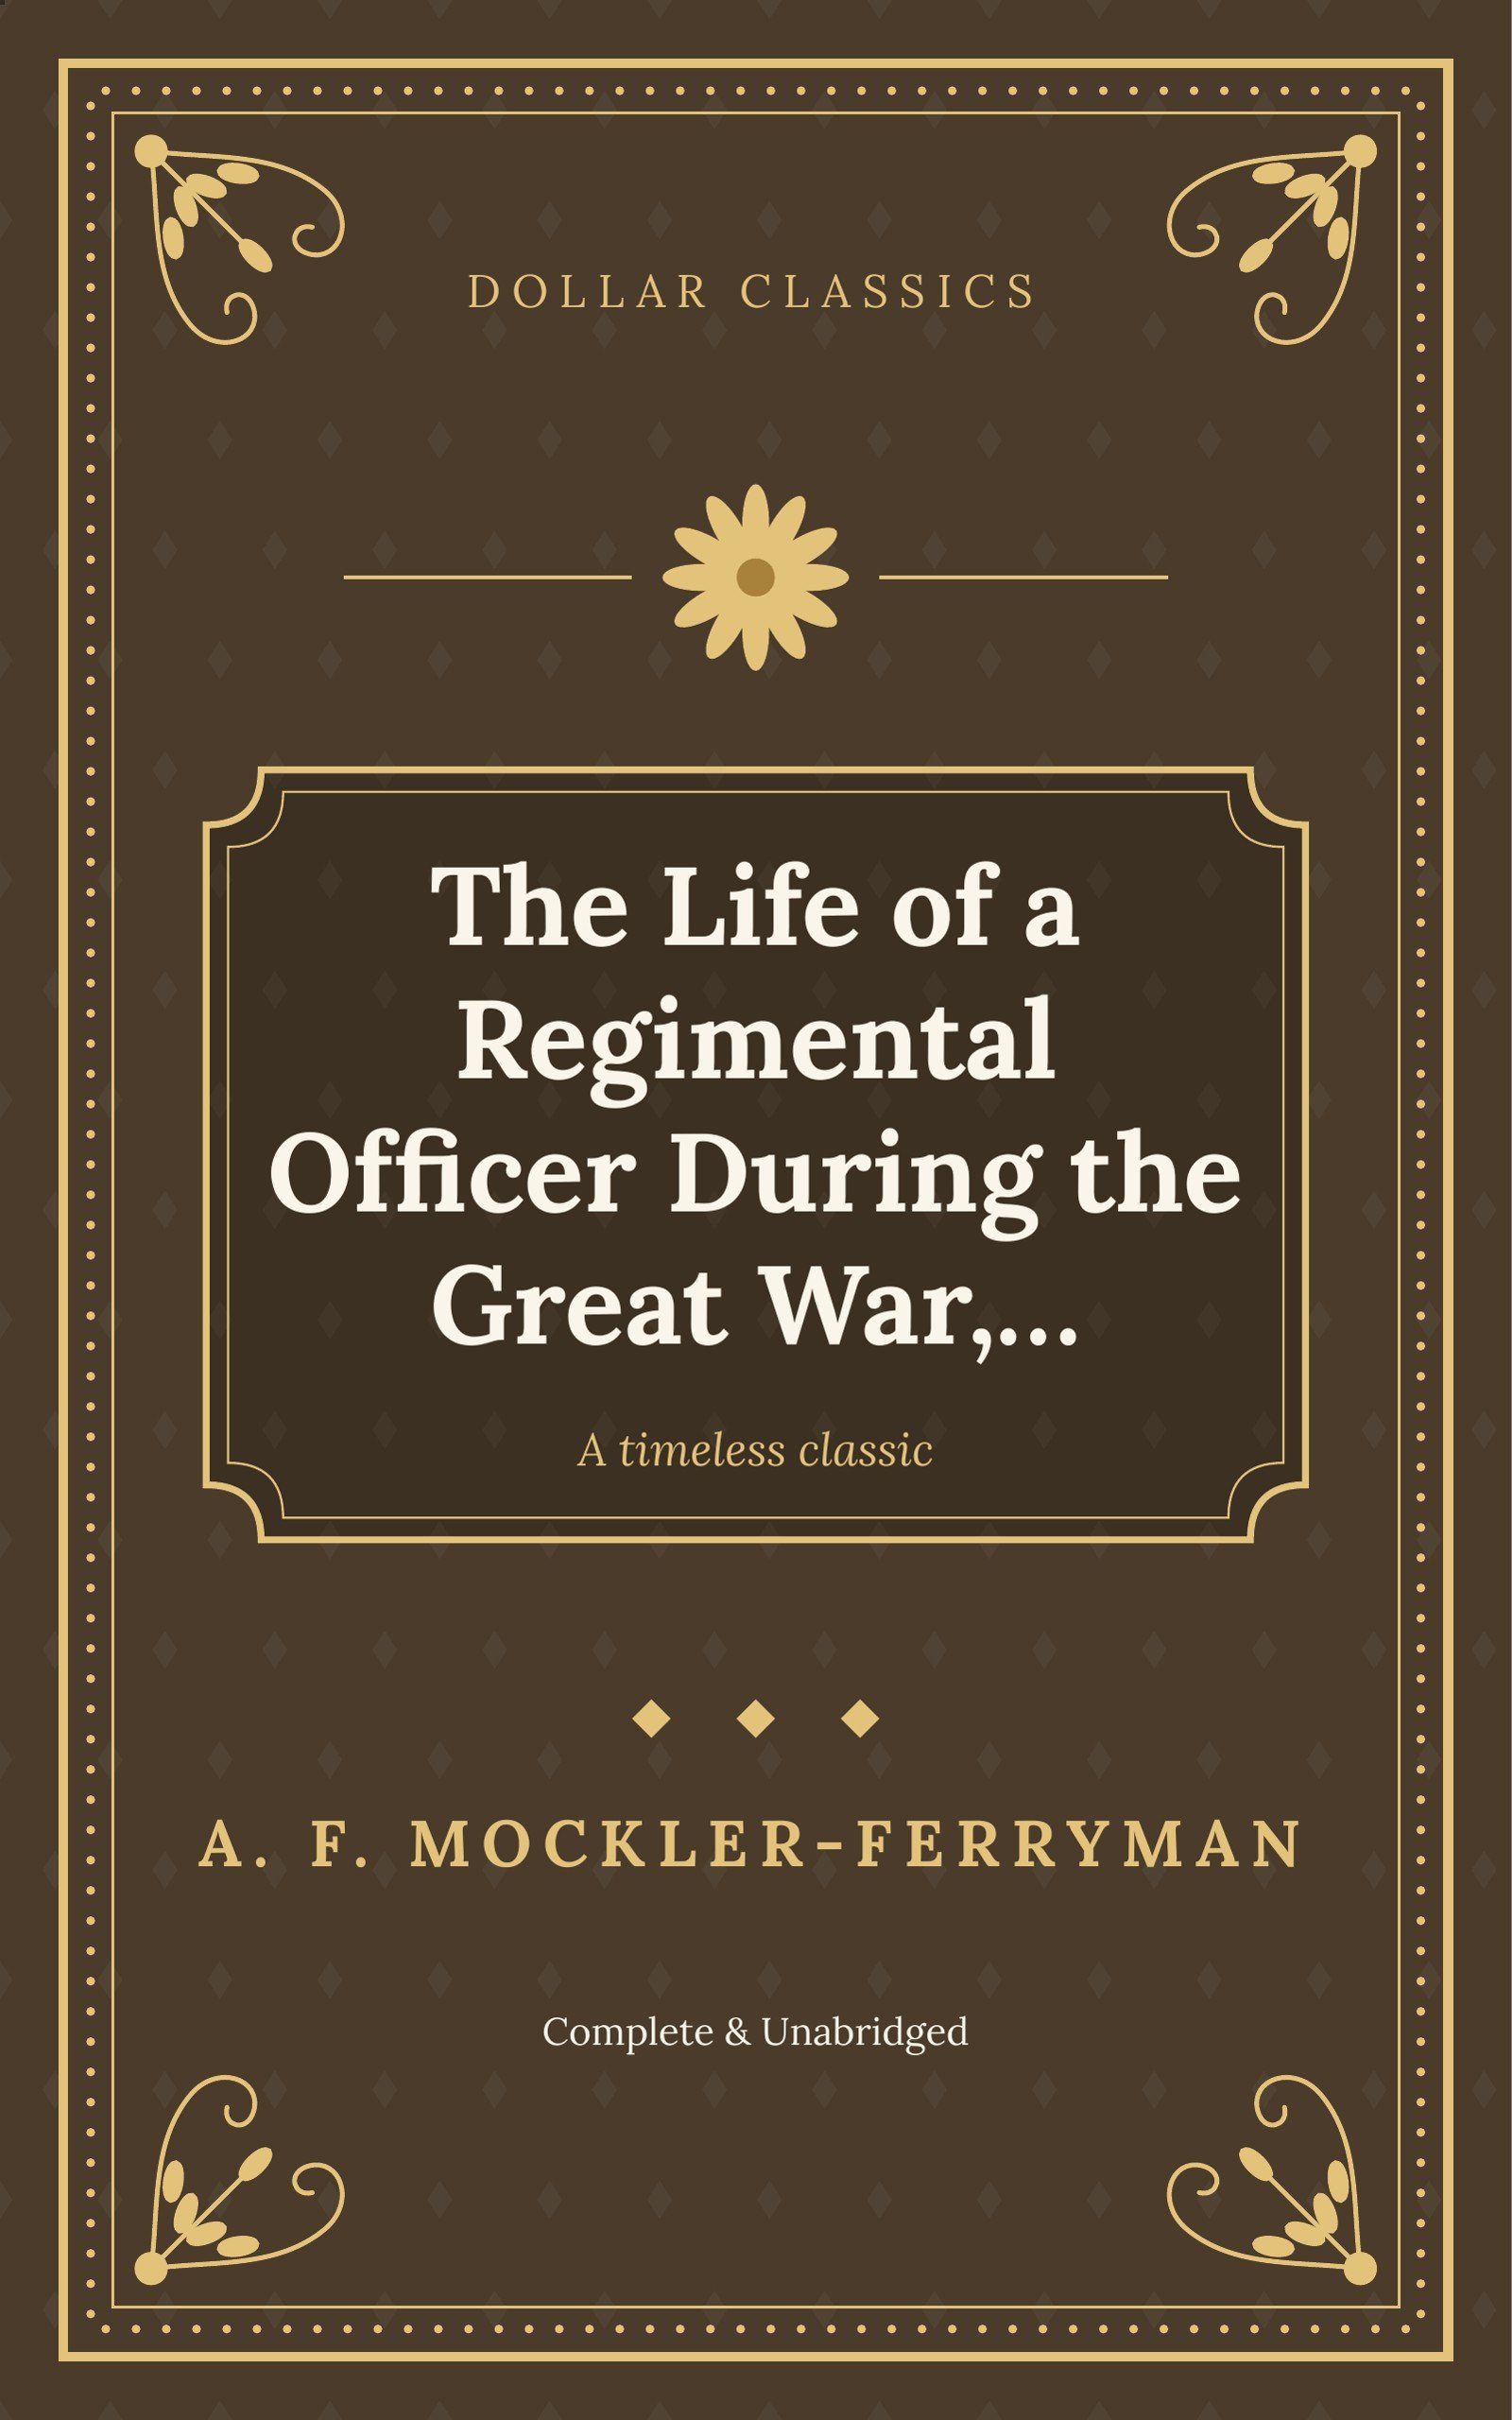 DOLLAR CLASSICS
The Life of a
Regimental
Officer During the
Great War,...
A timeless classic
A. F. MOCKLER-FERRYMAN
Complete & Unabridged